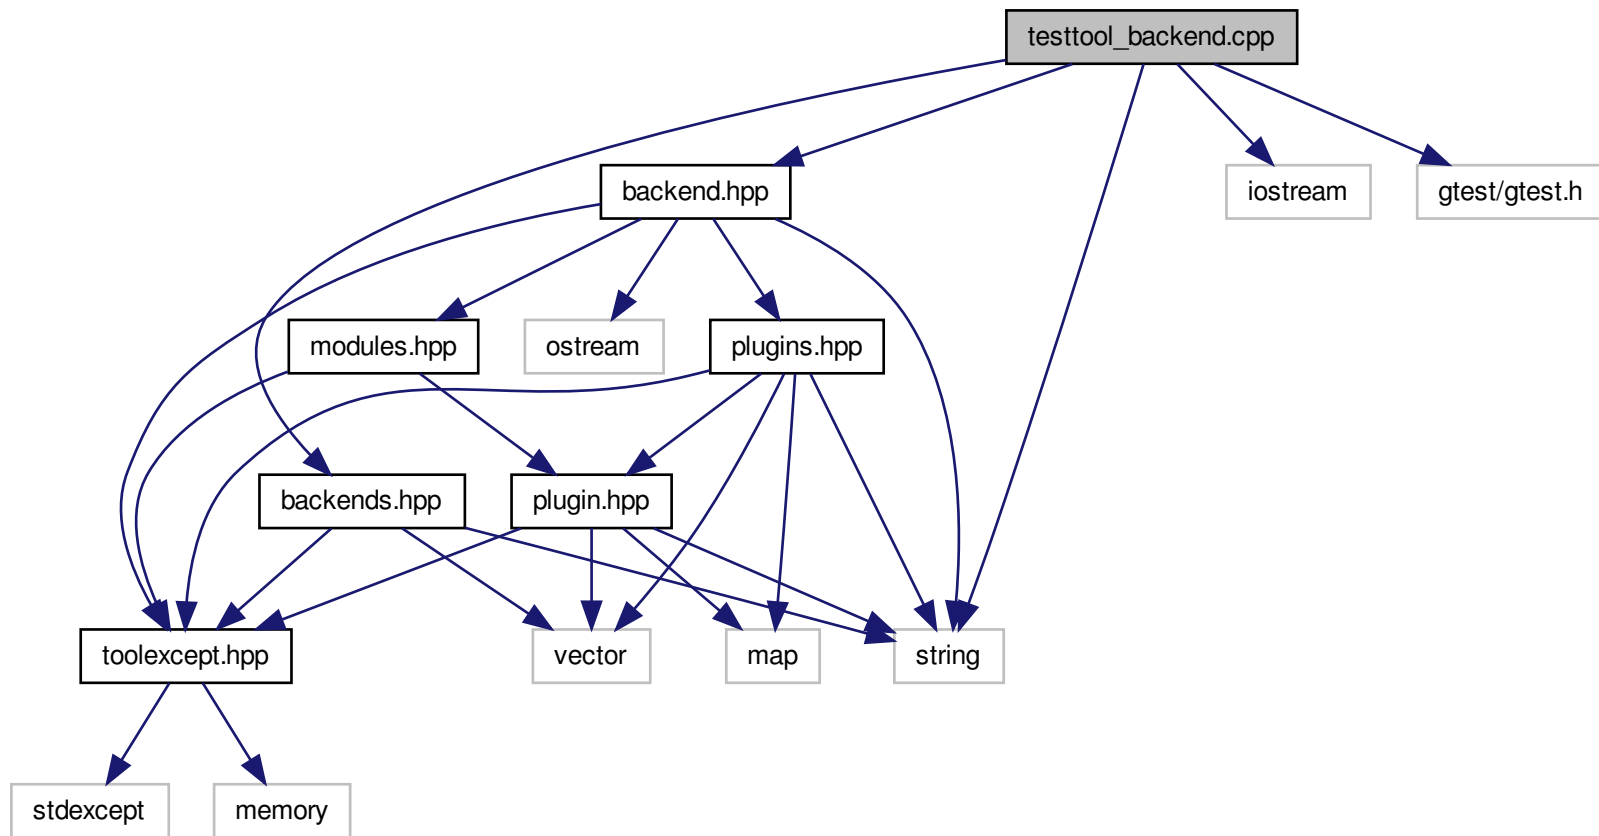 testtool_backend.cpp
backend.hpp
iostream
gtest/gtest.h
modules.hpp
ostream
plugins.hpp
backends.hpp
plugin.hpp
toolexcept.hpp
vector
map
string
stdexcept
memory